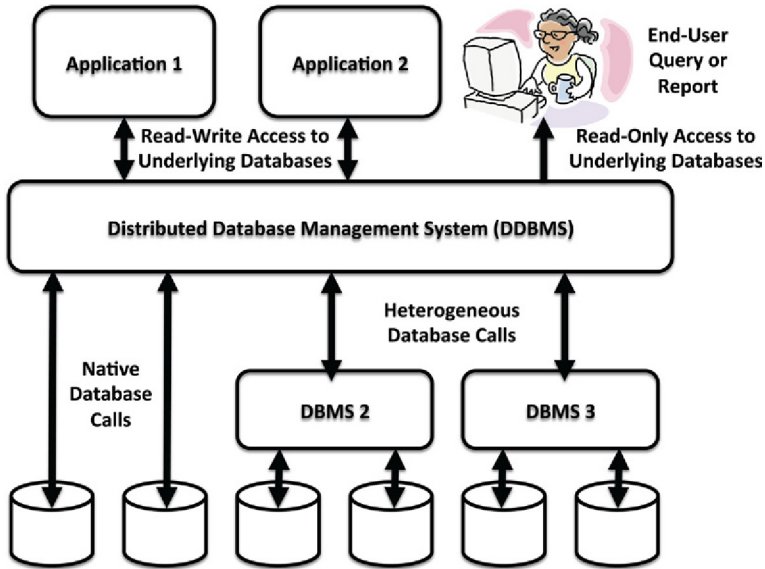 Application 1
Application 2
End-User
Query or
Report
Read-Write Access to
Underlying Databases
Read-Only Access to
Underlying Databases
Distributed Database Management System (DDBMS)
Native
Database
Calls
Heterogeneous
Database Calls
DBMS 2
DBMS 3